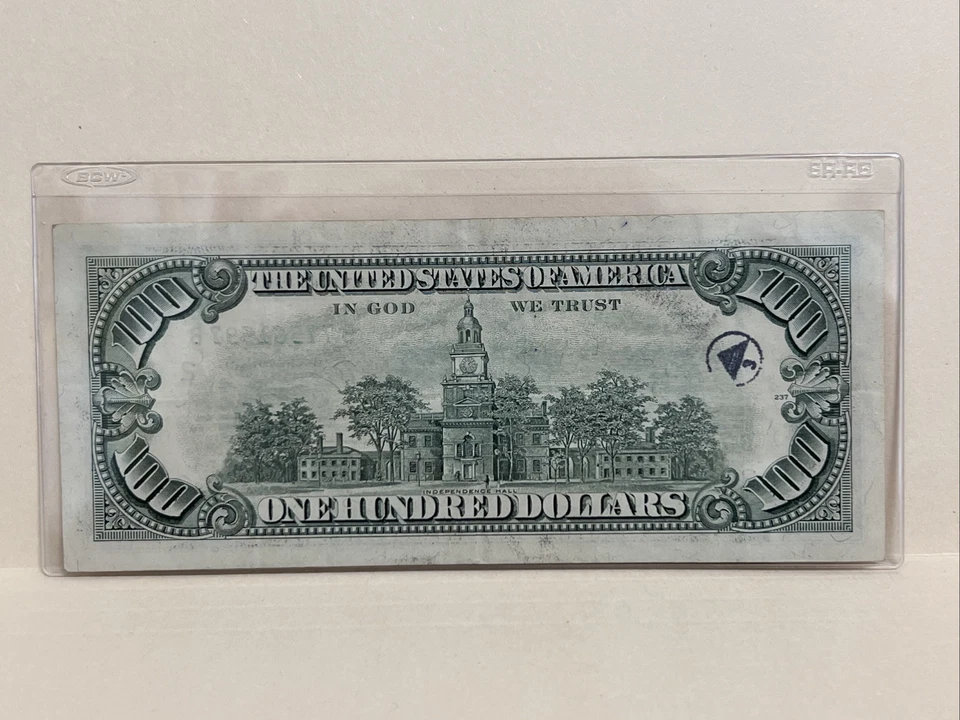 BCW
THE UNITED STATES OF AMERICA
IN GOD WE TRUST
100
100
3
237
100
100
INDEPENDENCE HALL
ONE HUNDRED DOLLARS